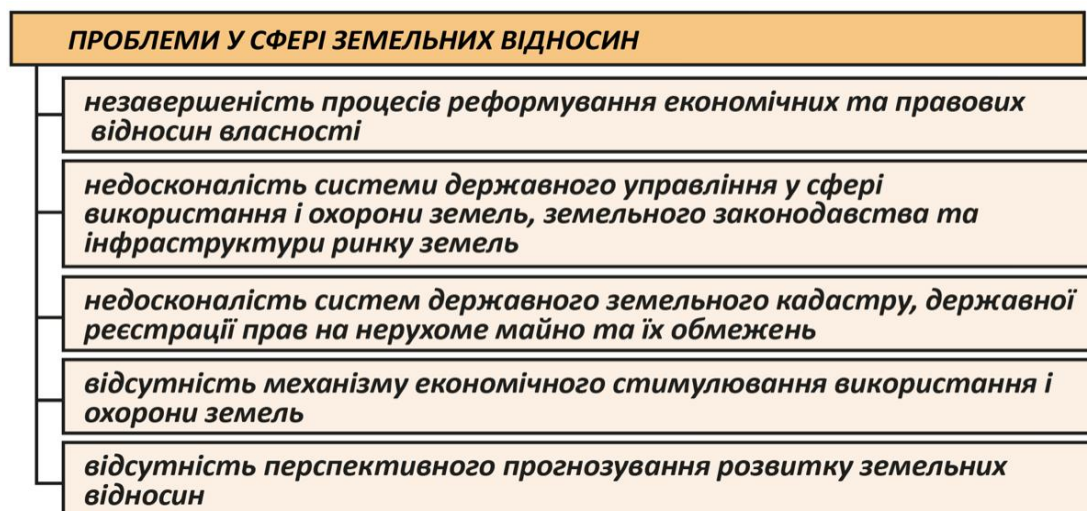 ПРОБЛЕМИ У СФЕРІ ЗЕМЕЛЬНИХ ВІДНОСИН
незавершеність процесів реформування економічних та правових
відносин власності
недосконалість системи державного управління у сфері
використання і охорони земель, земельного законодавства та
інфраструктури ринку земель
недосконалість систем державного земельного кадастру, державної
реєстрації прав на нерухоме майно та їх обмежень
відсутність механізму економічного стимулювання використання і
охорони земель
відсутність перспективного прогнозування розвитку земельних
відносин